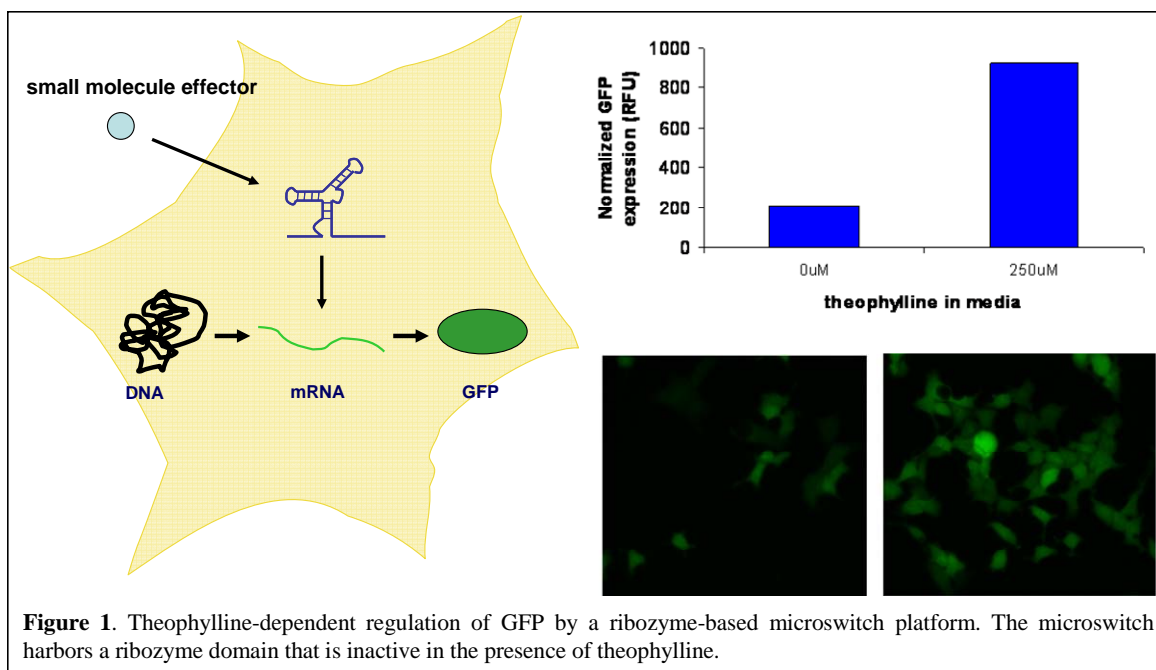 small molecule effector
DNA
mRNA
GFP
Normalized GFP
expression (RFU)
1000
800
600
400
200
0
0uM
250uM
theophylline in media
Figure 1. Theophylline-dependent regulation of GFP by a ribozyme-based microswitch platform. The microswitch
harbors a ribozyme domain that is inactive in the presence of theophylline.